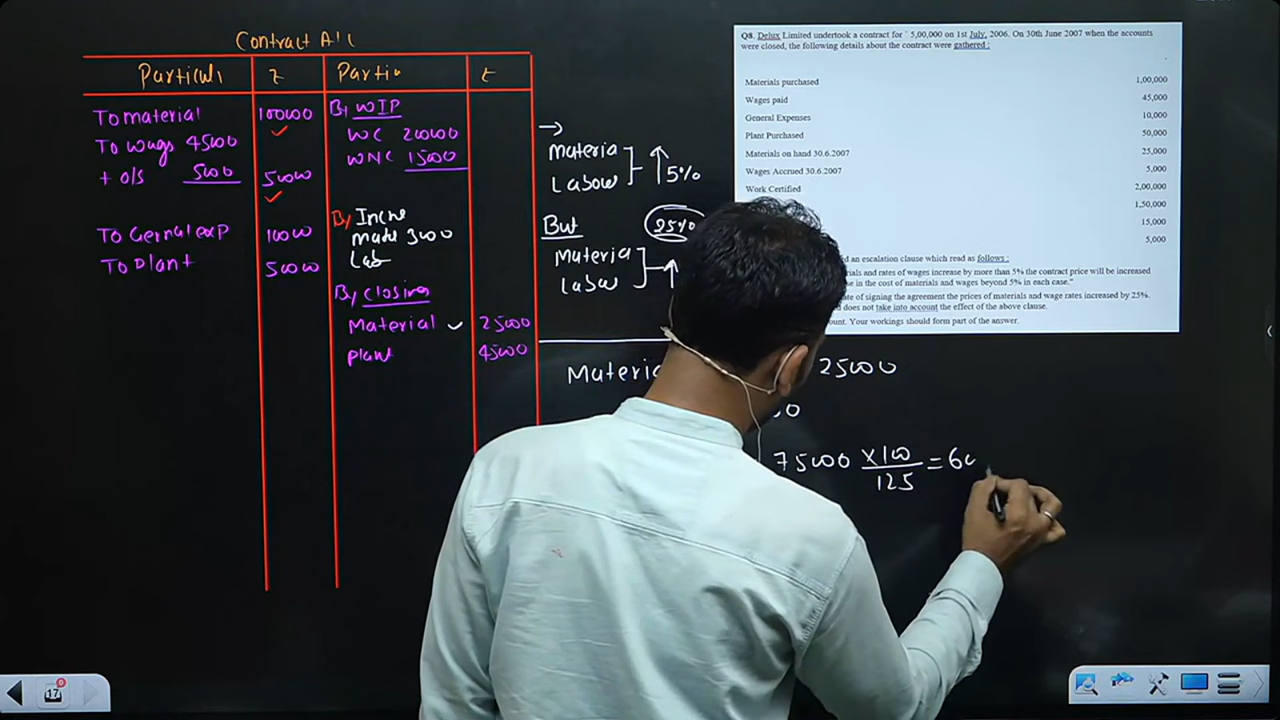 Contract A/c
Particulr ₹ Partic ₹
To material 100000 By WIP
WC 200000
To wags 45000
WNC 15000
+ o/s 5000 50000
By Incre
mate 3000
To Gernal exp 10000
Lab
To Plant 50000
By closing
Material 25000
plant 45000
→
Materia
Labour
5%
But
25%
Materia
Labour
Materia 25000
75000 × 100
125
= 60
Q8. Delux Limited undertook a contract for ` 5,00,000 on 1st July, 2006. On 30th June 2007 when the accounts
were closed, the following details about the contract were gathered :
Materials purchased 1,00,000
Wages paid 45,000
General Expenses 10,000
Plant Purchased 50,000
Materials on hand 30.6.2007 25,000
Wages Accrued 30.6.2007 5,000
Work Certified 2,00,000
1,50,000
15,000
5,000
d an escalation clause which read as follows :
ials and rates of wages increase by more than 5% the contract price will be increased
e in the cost of materials and wages beyond 5% in each case."
ate of signing the agreement the prices of materials and wage rates increased by 25%.
d does not take into account the effect of the above clause.
unt. Your workings should form part of the answer.
17